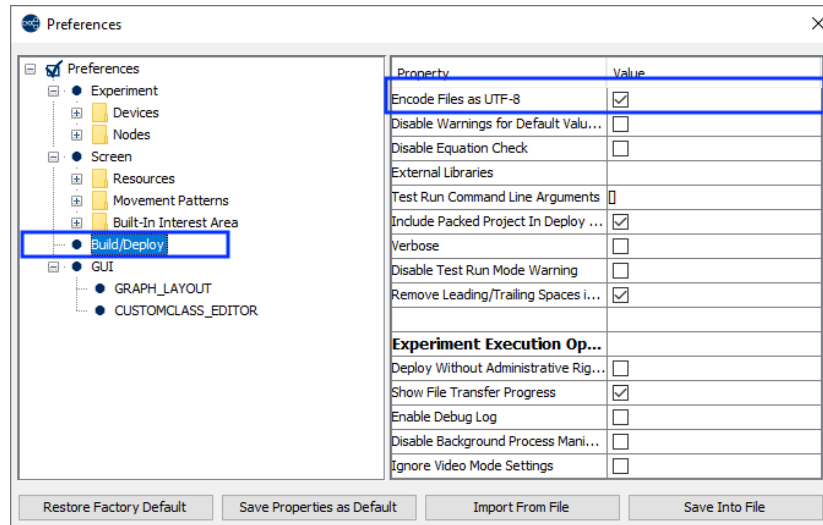 Preferences
Preferences
Experiment
Devices
Nodes
Screen
Resources
Movement Patterns
Built-In Interest Area
Build/Deploy
GUI
GRAPH_LAYOUT
CUSTOMCLASS_EDITOR
Property Value
Encode Files as UTF-8
Disable Warnings for Default Valu...
Disable Equation Check
External Libraries
Test Run Command Line Arguments []
Include Packed Project In Deploy ...
Verbose
Disable Test Run Mode Warning
Remove Leading/Trailing Spaces i...
Experiment Execution Op...
Deploy Without Administrative Rig...
Show File Transfer Progress
Enable Debug Log
Disable Background Process Mani...
Ignore Video Mode Settings
Restore Factory Default Save Properties as Default Import From File Save Into File